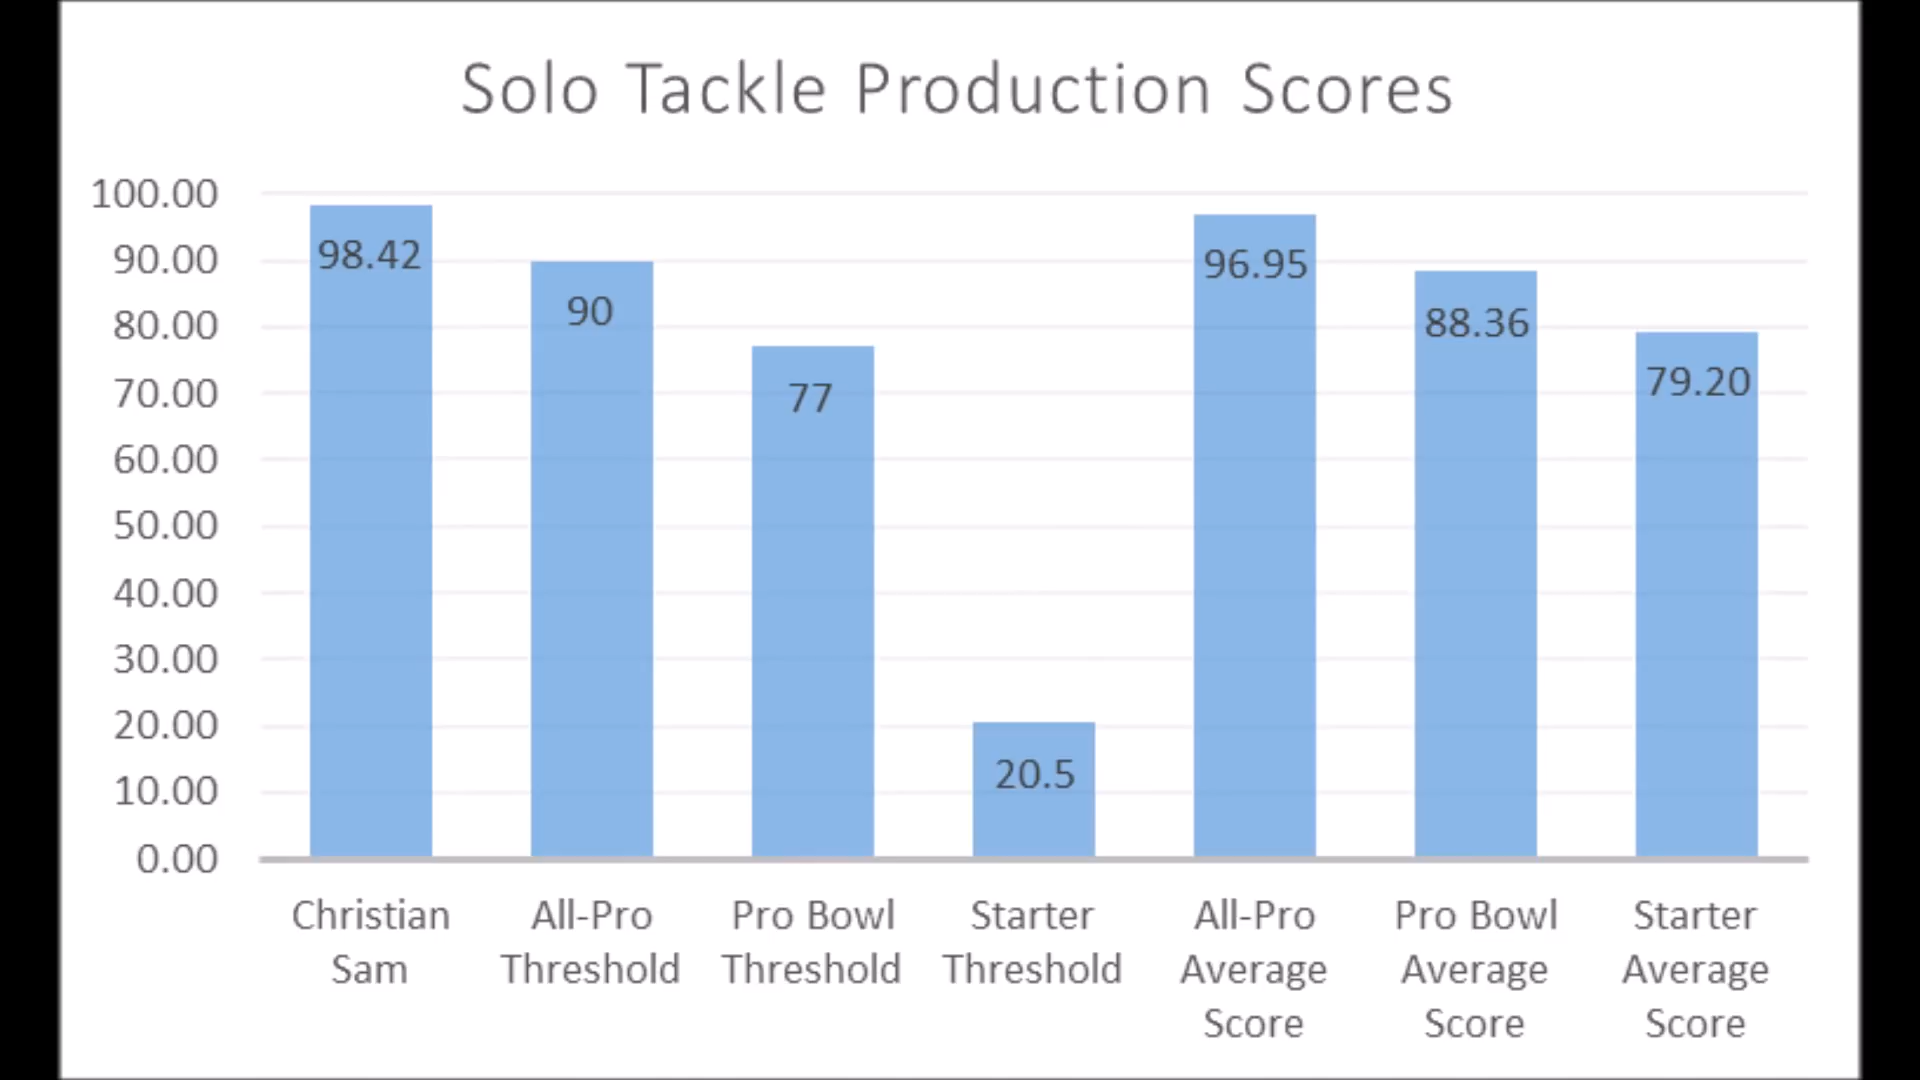 Solo Tackle Production Scores
100.00
90.00
80.00
70.00
60.00
50.00
40.00
30.00
20.00
10.00
0.00
98.42
90
77
20.5
96.95
88.36
79.20
Christian
Sam
All-Pro
Threshold
Pro Bowl
Threshold
Starter
Threshold
All-Pro
Average
Score
Pro Bowl
Average
Score
Starter
Average
Score